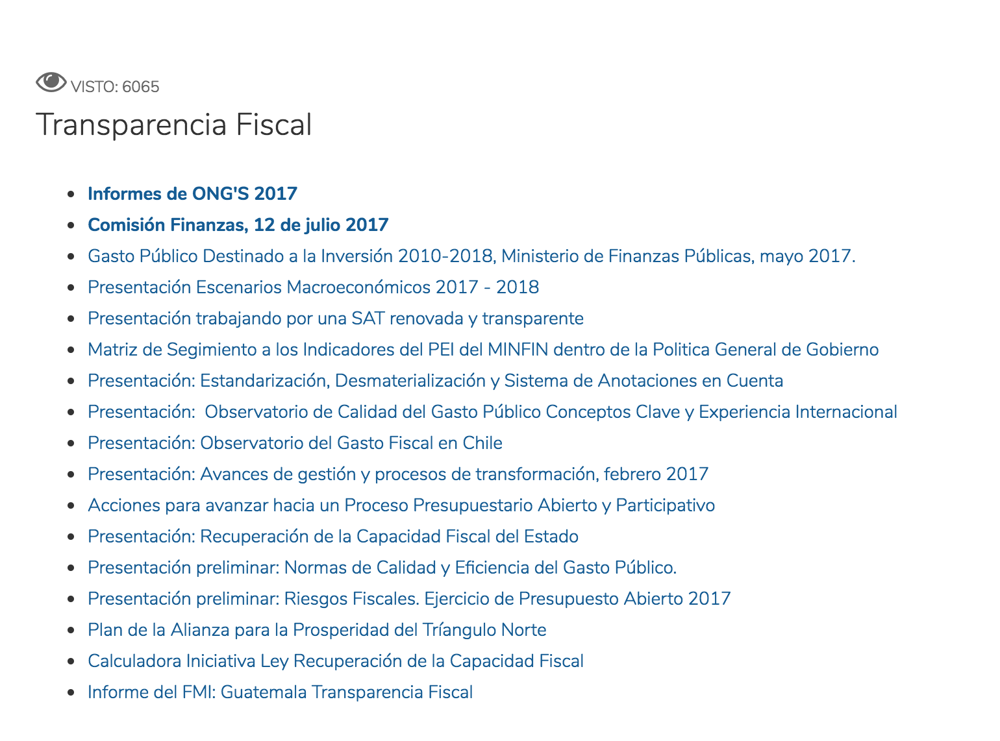 VISTO: 6065
Transparencia Fiscal
Informes de ONG'S 2017
Comisión Finanzas, 12 de julio 2017
Gasto Público Destinado a la Inversión 2010-2018, Ministerio de Finanzas Públicas, mayo 2017.
Presentación Escenarios Macroeconómicos 2017 - 2018
Presentación trabajando por una SAT renovada y transparente
Matriz de Segimiento a los Indicadores del PEI del MINFIN dentro de la Politica General de Gobierno
Presentación: Estandarización, Desmaterialización y Sistema de Anotaciones en Cuenta
Presentación:  Observatorio de Calidad del Gasto Público Conceptos Clave y Experiencia Internacional
Presentación: Observatorio del Gasto Fiscal en Chile
Presentación: Avances de gestión y procesos de transformación, febrero 2017
Acciones para avanzar hacia un Proceso Presupuestario Abierto y Participativo
Presentación: Recuperación de la Capacidad Fiscal del Estado
Presentación preliminar: Normas de Calidad y Eficiencia del Gasto Público.
Presentación preliminar: Riesgos Fiscales. Ejercicio de Presupuesto Abierto 2017
Plan de la Alianza para la Prosperidad del Tríangulo Norte
Calculadora Iniciativa Ley Recuperación de la Capacidad Fiscal
Informe del FMI: Guatemala Transparencia Fiscal